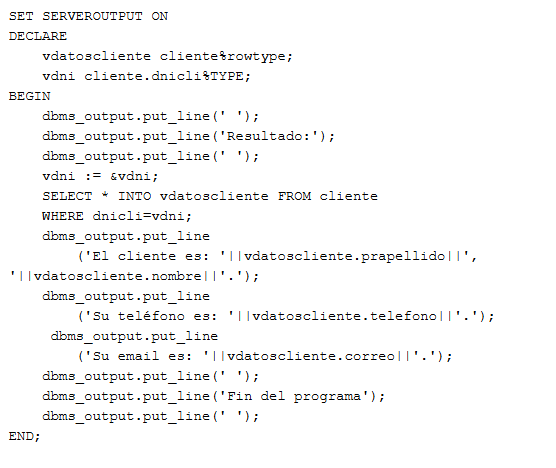 SET SERVEROUTPUT ON
DECLARE
    vdatoscliente cliente%rowtype;
    vdni cliente.dnicli%TYPE;
BEGIN
    dbms_output.put_line(' ');
    dbms_output.put_line('Resultado:');
    dbms_output.put_line(' ');
    vdni := &vdni;
    SELECT * INTO vdatoscliente FROM cliente
    WHERE dnicli=vdni;
    dbms_output.put_line
        ('El cliente es: '||vdatoscliente.prapellido||',
'||vdatoscliente.nombre||'.');
    dbms_output.put_line
        ('Su teléfono es: '||vdatoscliente.telefono||'.');
     dbms_output.put_line
        ('Su email es: '||vdatoscliente.correo||'.');
    dbms_output.put_line(' ');
    dbms_output.put_line('Fin del programa');
    dbms_output.put_line(' ');
END;